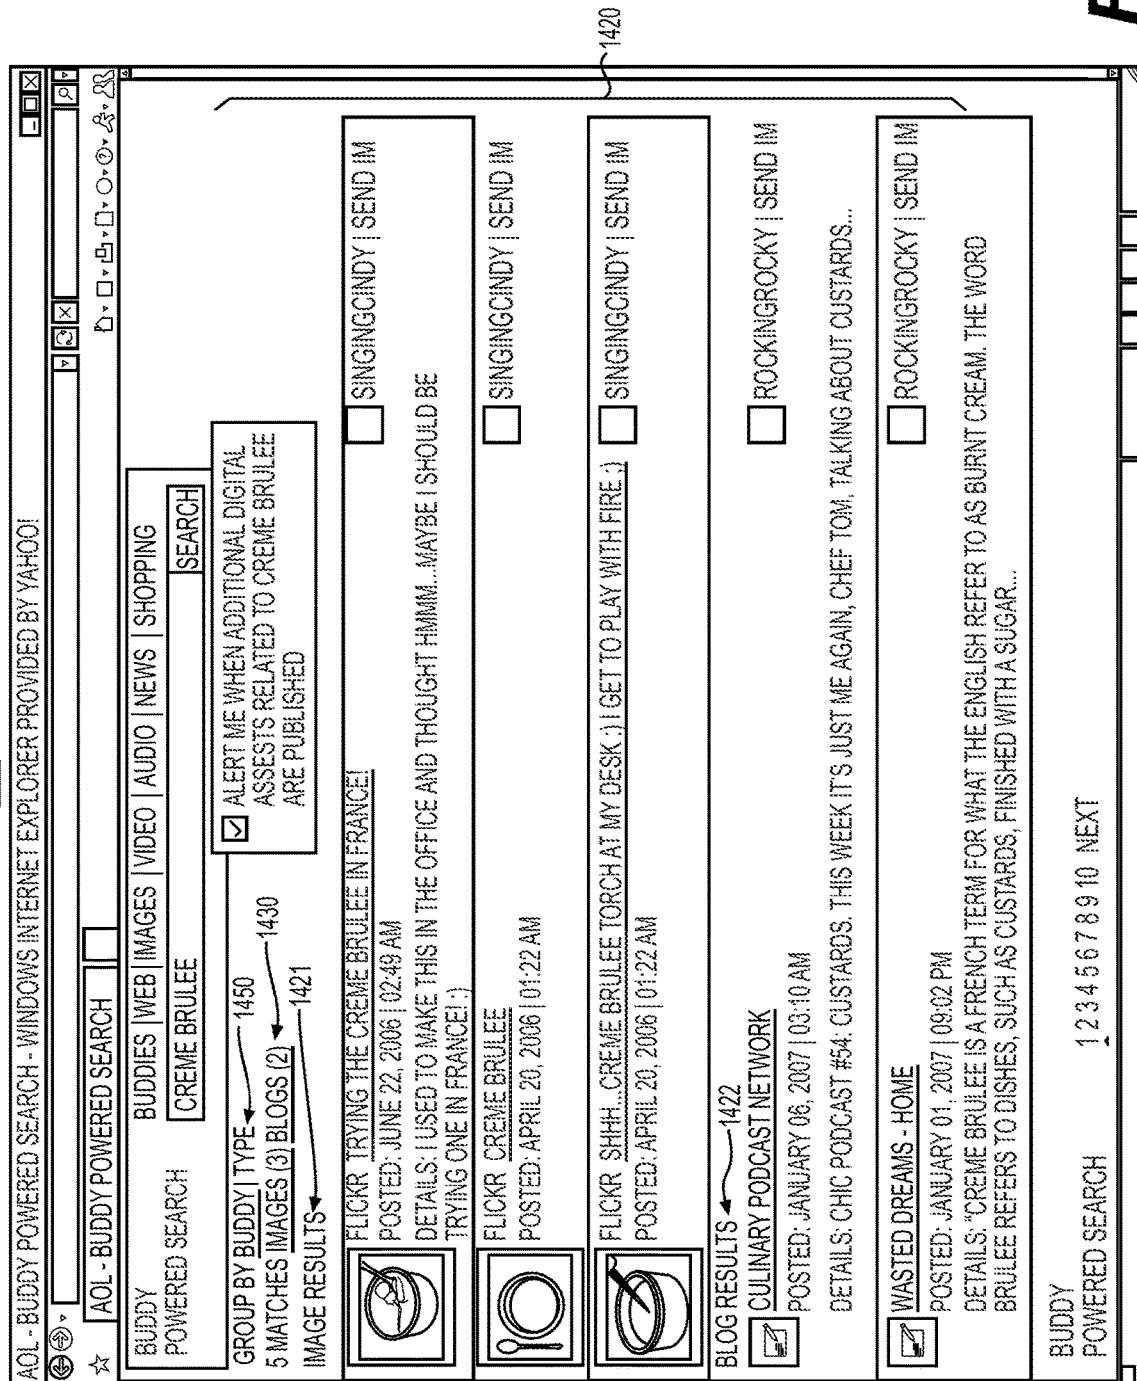 AOL - BUDDY POWERED SEARCH - WINDOWS INTERNET EXPLORER PROVIDED BY YAHOO!
AOL - BUDDY POWERED SEARCH
BUDDY
POWERED SEARCH
BUDDIES | WEB | IMAGES | VIDEO | AUDIO | NEWS | SHOPPING
CREME BRULEE
SEARCH
ALERT ME WHEN ADDITIONAL DIGITAL
ASSESTS RELATED TO CREME BRULEE
ARE PUBLISHED
GROUP BY BUDDY | TYPE 1450
5 MATCHES IMAGES (3) BLOGS (2) 1430
IMAGE RESULTS 1421
1420
FLICKR TRYING THE CREME BRULEE IN FRANCE!
SINGINGCINDY | SEND IM
POSTED: JUNE 22, 2006 | 02:49 AM
DETAILS: I USED TO MAKE THIS IN THE OFFICE AND THOUGHT HMMM...MAYBE I SHOULD BE
TRYING ONE IN FRANCE! :)
FLICKR CREME BRULEE
SINGINGCINDY | SEND IM
POSTED: APRIL 20, 2006 | 01:22 AM
FLICKR SHHH...CREME BRULEE TORCH AT MY DESK :) I GET TO PLAY WITH FIRE :)
SINGINGCINDY | SEND IM
POSTED: APRIL 20, 2006 | 01:22 AM
BLOG RESULTS 1422
CULINARY PODCAST NETWORK
ROCKINGROCKY | SEND IM
POSTED: JANUARY 06, 2007 | 03:10 AM
DETAILS: CHIC PODCAST #54: CUSTARDS. THIS WEEK IT'S JUST ME AGAIN, CHEF TOM, TALKING ABOUT CUSTARDS...
WASTED DREAMS - HOME
ROCKINGROCKY | SEND IM
POSTED: JANUARY 01, 2007 | 09:02 PM
DETAILS: "CREME BRULEE IS A FRENCH TERM FOR WHAT THE ENGLISH REFER TO AS BURNT CREAM. THE WORD
BRULEE REFERS TO DISHES, SUCH AS CUSTARDS, FINISHED WITH A SUGAR...
BUDDY
POWERED SEARCH
1 2 3 4 5 6 7 8 9 10 NEXT